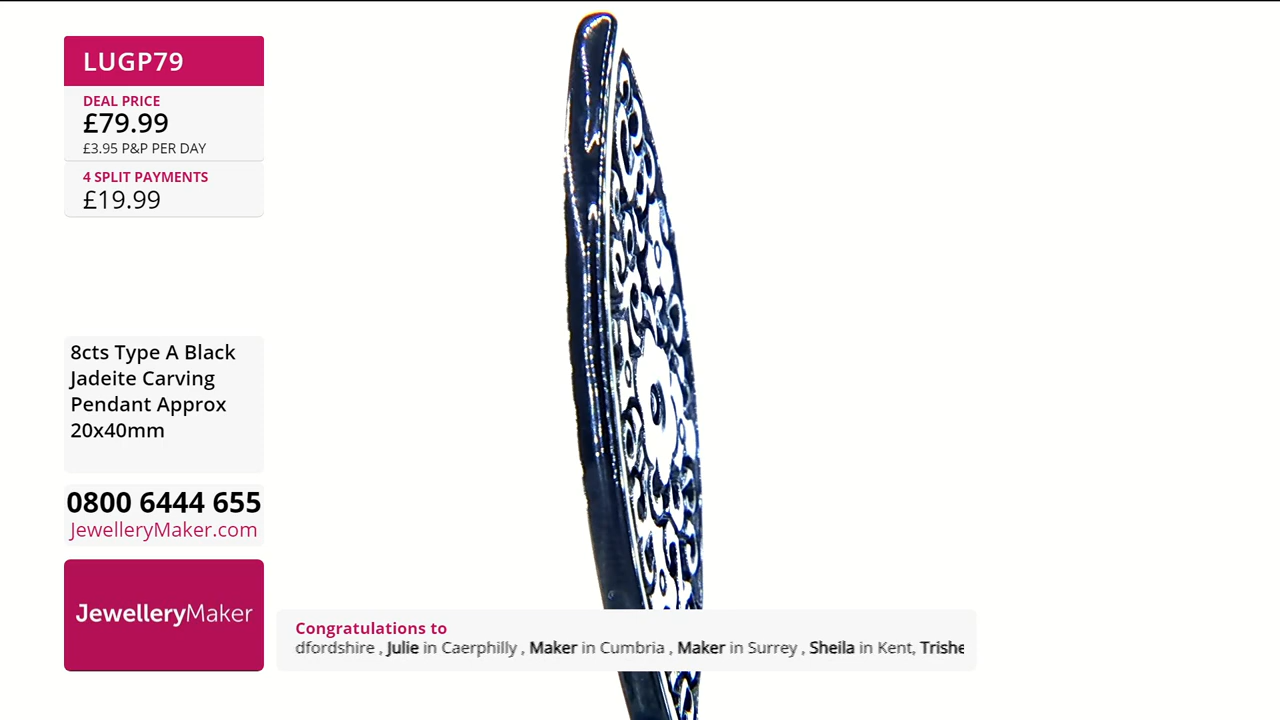 LUGP79
DEAL PRICE
£79.99
£3.95 P&P PER DAY
4 SPLIT PAYMENTS
£19.99
8cts Type A Black
Jadeite Carving
Pendant Approx
20x40mm
0800 6444 655
JewelleryMaker.com
JewelleryMaker
Congratulations to
dfordshire , Julie in Caerphilly , Maker in Cumbria , Maker in Surrey , Sheila in Kent, Trishe